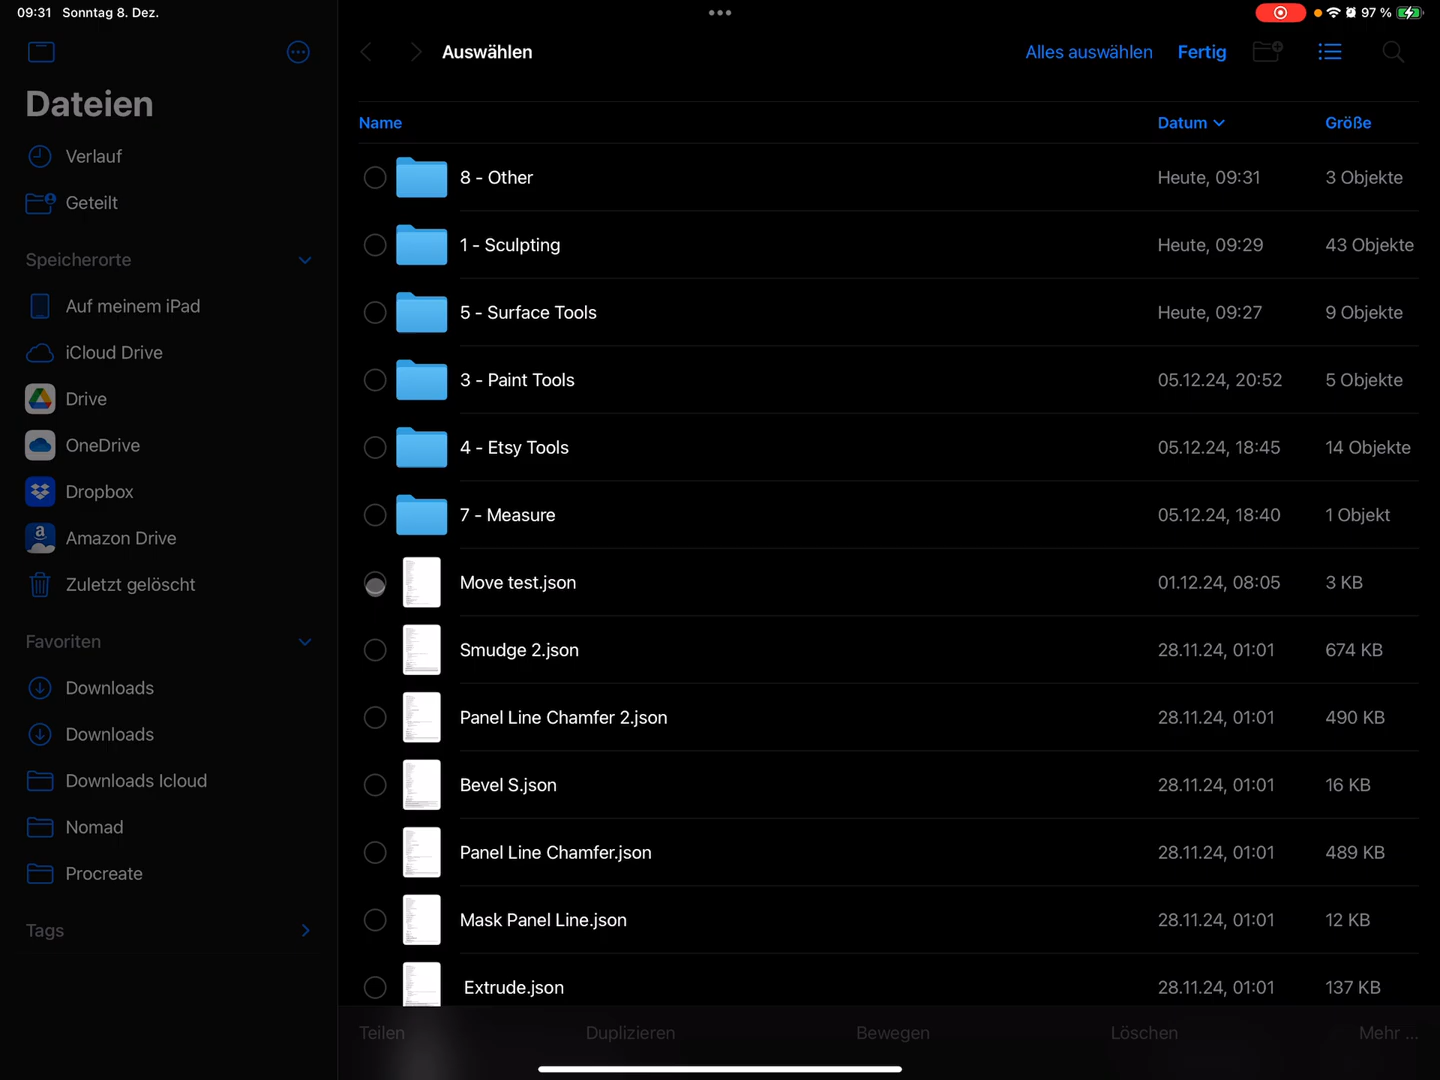 09:31 Sonntag 8. Dez.
97 %
Auswählen
Alles auswählen
Fertig
Dateien
Verlauf
Geteilt
Speicherorte
Auf meinem iPad
iCloud Drive
Drive
OneDrive
Dropbox
Amazon Drive
Zuletzt gelöscht
Favoriten
Downloads
Downloads
Downloads Icloud
Nomad
Procreate
Tags
Name Datum Größe
8 - Other Heute, 09:31 3 Objekte
1 - Sculpting Heute, 09:29 43 Objekte
5 - Surface Tools Heute, 09:27 9 Objekte
3 - Paint Tools 05.12.24, 20:52 5 Objekte
4 - Etsy Tools 05.12.24, 18:45 14 Objekte
7 - Measure 05.12.24, 18:40 1 Objekt
Move test.json 01.12.24, 08:05 3 KB
Smudge 2.json 28.11.24, 01:01 674 KB
Panel Line Chamfer 2.json 28.11.24, 01:01 490 KB
Bevel S.json 28.11.24, 01:01 16 KB
Panel Line Chamfer.json 28.11.24, 01:01 489 KB
Mask Panel Line.json 28.11.24, 01:01 12 KB
Extrude.json 28.11.24, 01:01 137 KB
Teilen Duplizieren Bewegen Löschen Mehr ...